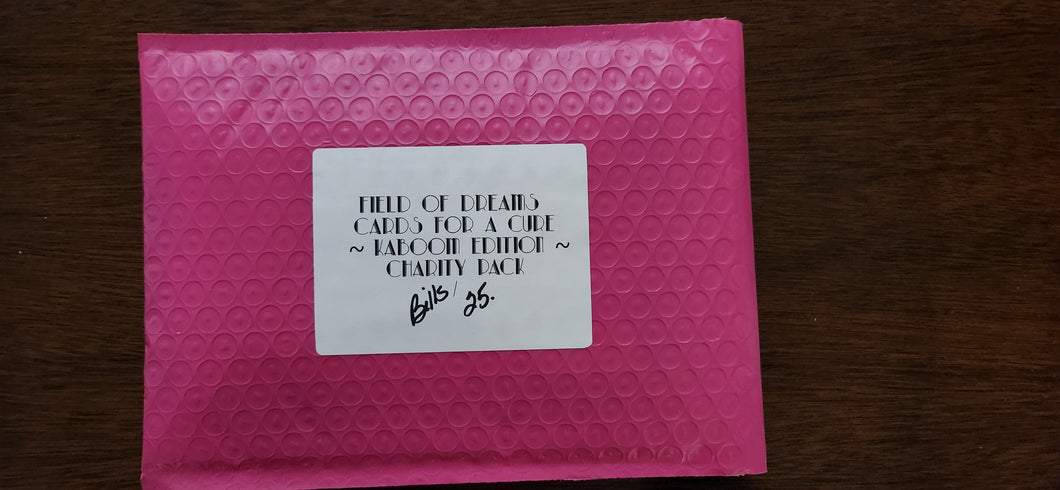 FIELD OF DREAMS
CARDS FOR A CURE
~ KABOOM EDITION ~
CHARITY PACK
Bills / 25.